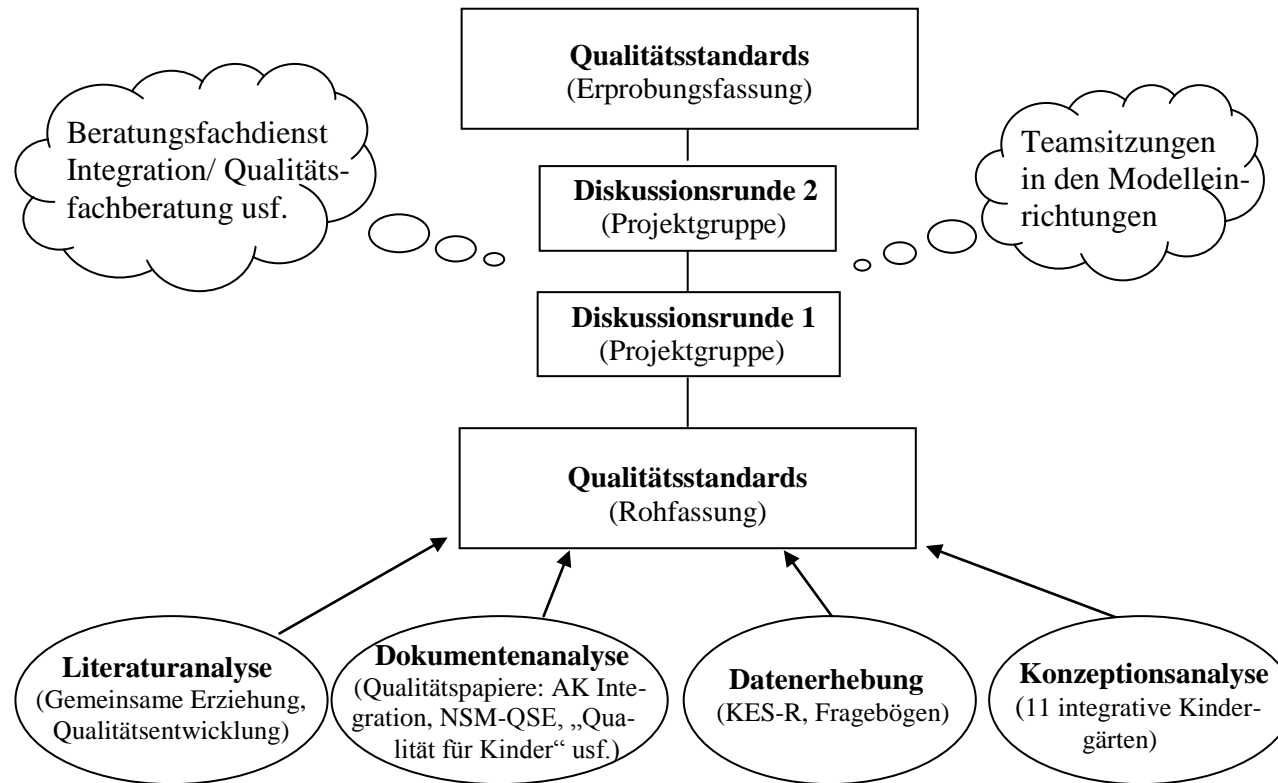 Qualitätsstandards
(Erprobungsfassung)
Beratungsfachdienst
Integration/ Qualitäts-
fachberatung usf.
Teamsitzungen
in den Modellein-
richtungen
Diskussionsrunde 2
(Projektgruppe)
Diskussionsrunde 1
(Projektgruppe)
Qualitätsstandards
(Rohfassung)
Literaturanalyse
(Gemeinsame Erziehung,
Qualitätsentwicklung)
Dokumentenanalyse
(Qualitätspapiere: AK Inte-
gration, NSM-QSE, „Qua-
lität für Kinder“ usf.)
Datenerhebung
(KES-R, Fragebögen)
Konzeptionsanalyse
(11 integrative Kinder-
gärten)